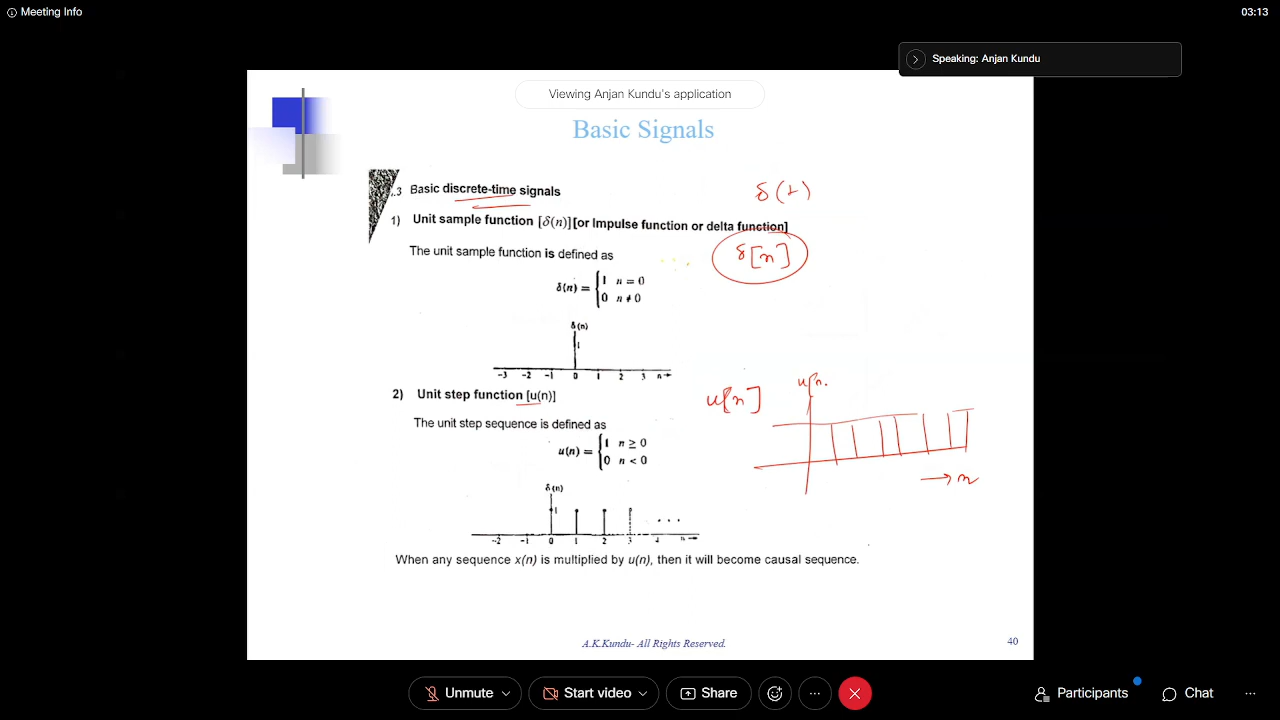 Meeting Info
03:13
Speaking: Anjan Kundu
Viewing Anjan Kundu's application
Basic Signals
.3 Basic discrete-time signals
δ(t)
1) Unit sample function [δ(n)][or Impulse function or delta function]
The unit sample function is defined as
δ[n]
δ(n) = {1 n = 0
0 n ≠ 0
δ(n)
1
-3 -2 -1 0 1 2 3 n→
2) Unit step function [u(n)]
u[n]
u[n.
The unit step sequence is defined as
u(n) = {1 n ≥ 0
0 n < 0
→ n
δ(n)
1
-2 -1 0 1 2 3 n→
When any sequence x(n) is multiplied by u(n), then it will become causal sequence.
A.K.Kundu- All Rights Reserved.
40
Unmute
Start video
Share
Participants
Chat